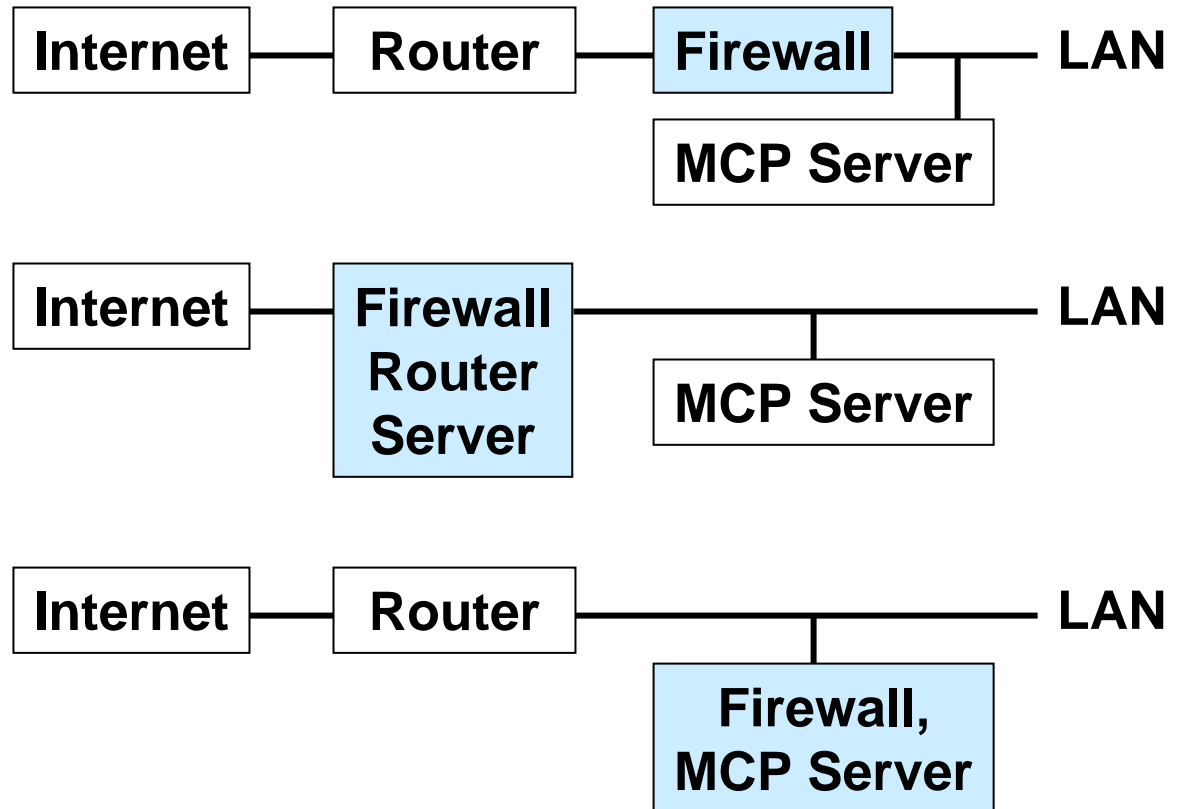 Internet Router Firewall LAN
MCP Server
Internet Firewall LAN
Router
MCP Server
Server
Internet Router LAN
Firewall,
MCP Server